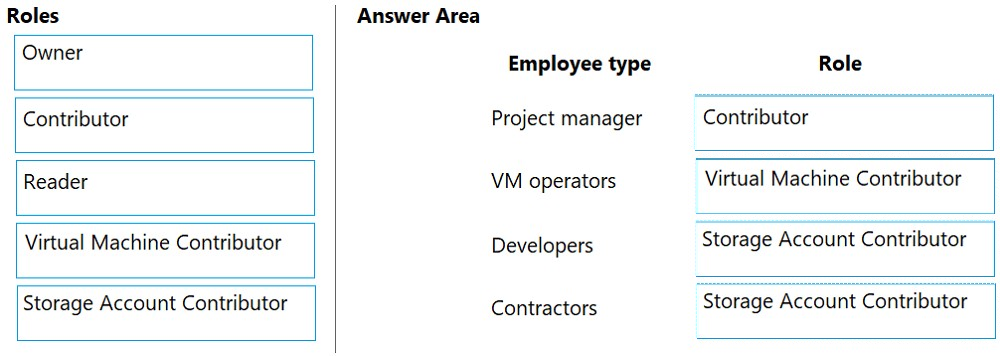 Roles
Owner
Contributor
Reader
Virtual Machine Contributor
Storage Account Contributor
Answer Area
Employee type Role
Project manager Contributor
VM operators Virtual Machine Contributor
Developers Storage Account Contributor
Contractors Storage Account Contributor